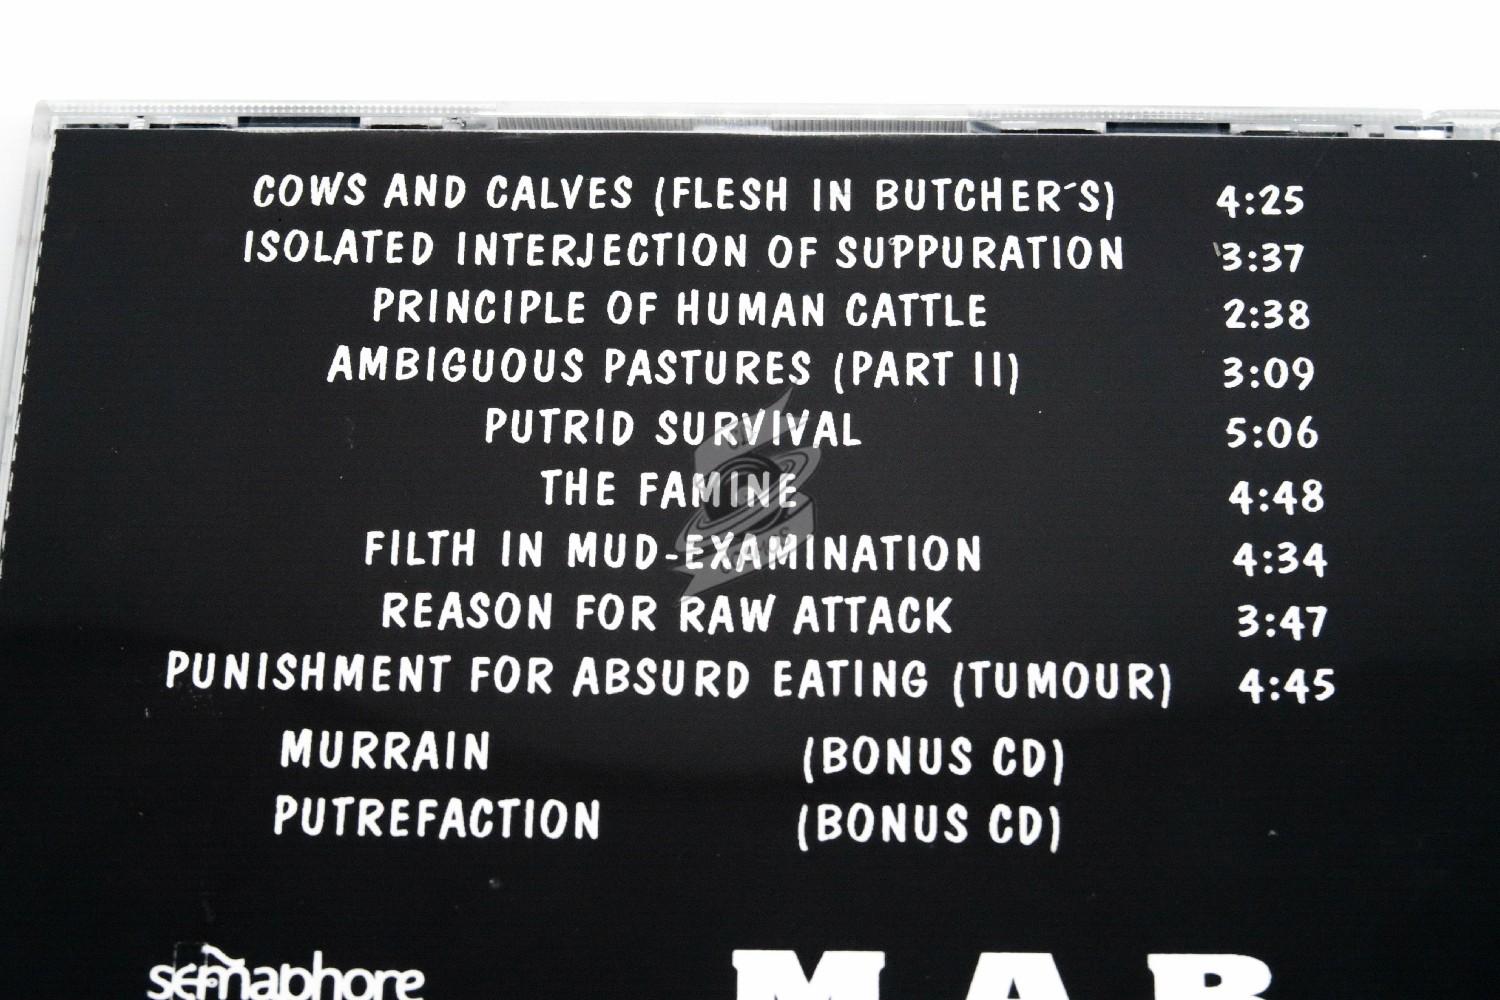 COWS AND CALVES (FLESH IN BUTCHER´S) 4:25
ISOLATED INTERJECTION OF SUPPURATION 3:37
PRINCIPLE OF HUMAN CATTLE 2:38
AMBIGUOUS PASTURES (PART II) 3:09
PUTRID SURVIVAL 5:06
THE FAMINE 4:48
FILTH IN MUD-EXAMINATION 4:34
REASON FOR RAW ATTACK 3:47
PUNISHMENT FOR ABSURD EATING (TUMOUR) 4:45
MURRAIN (BONUS CD)
PUTREFACTION (BONUS CD)
semaphore MAR